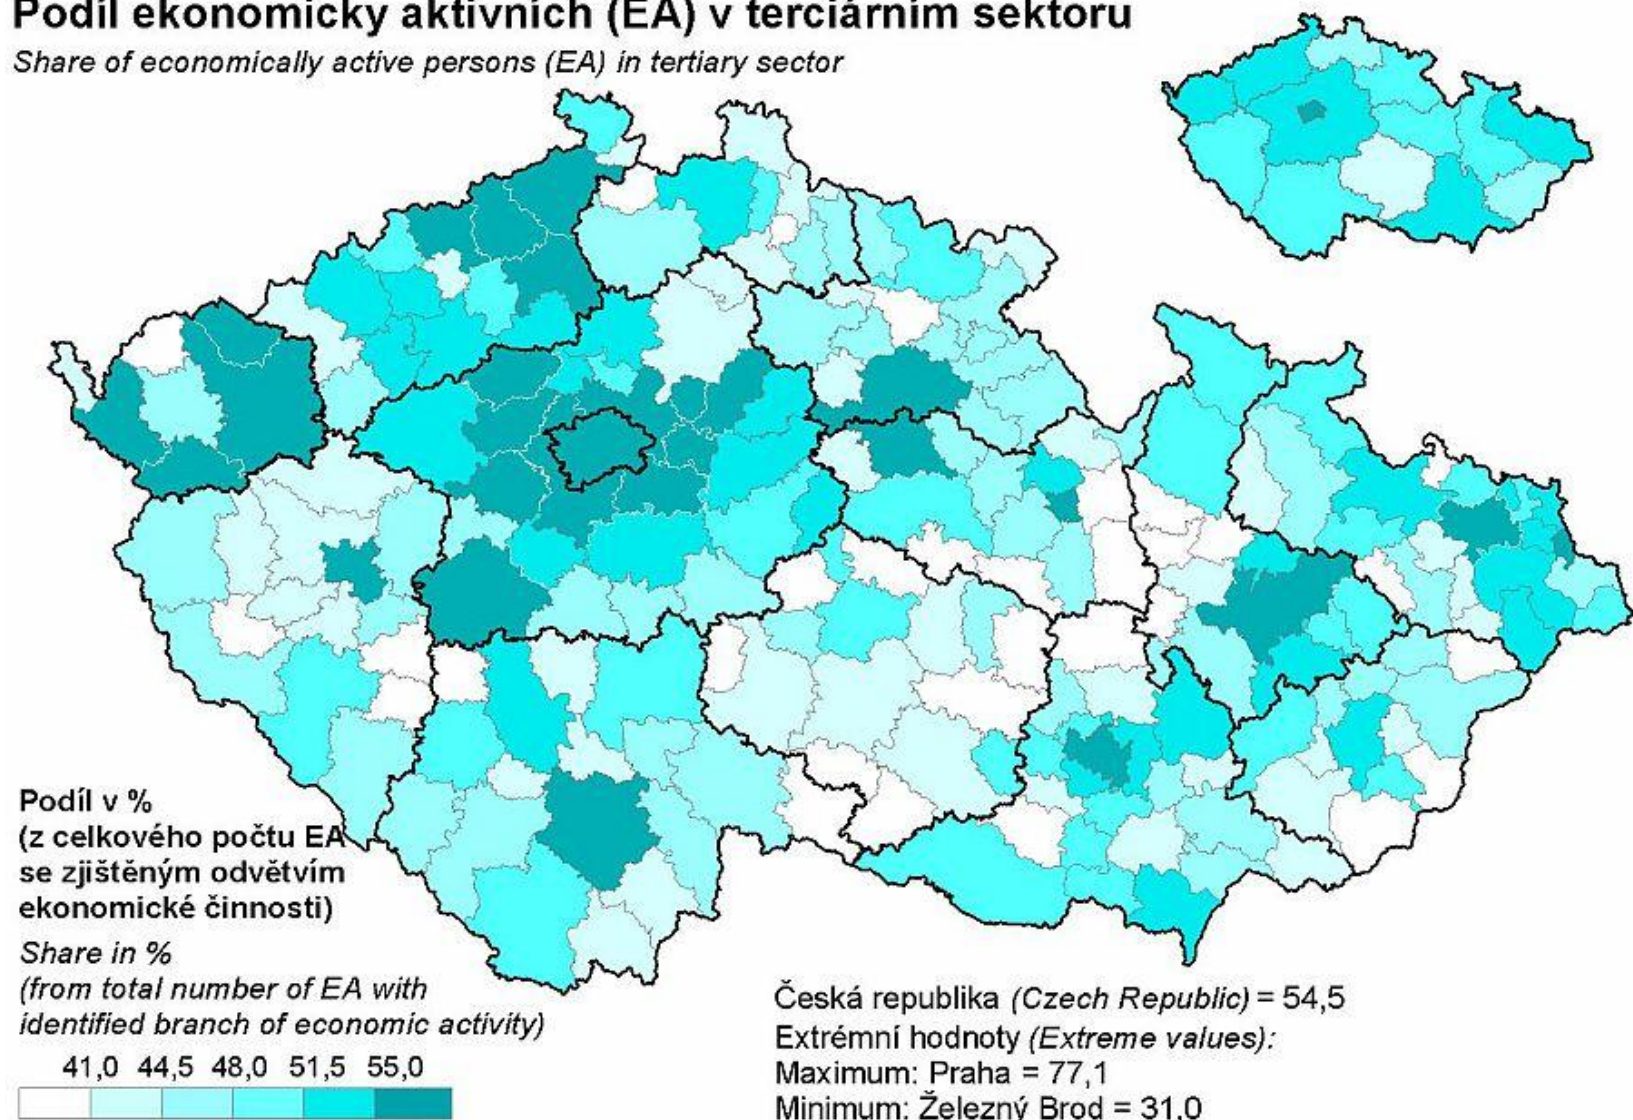 Podíl ekonomicky aktivních (EA) v terciárním sektoru
Share of economically active persons (EA) in tertiary sector
Podíl v %
(z celkového počtu EA
se zjištěným odvětvím
ekonomické činnosti)
Share in %
(from total number of EA with
identified branch of economic activity)
41,0 44,5 48,0 51,5 55,0
Česká republika (Czech Republic) = 54,5
Extrémní hodnoty (Extreme values):
Maximum: Praha = 77,1
Minimum: Železný Brod = 31,0